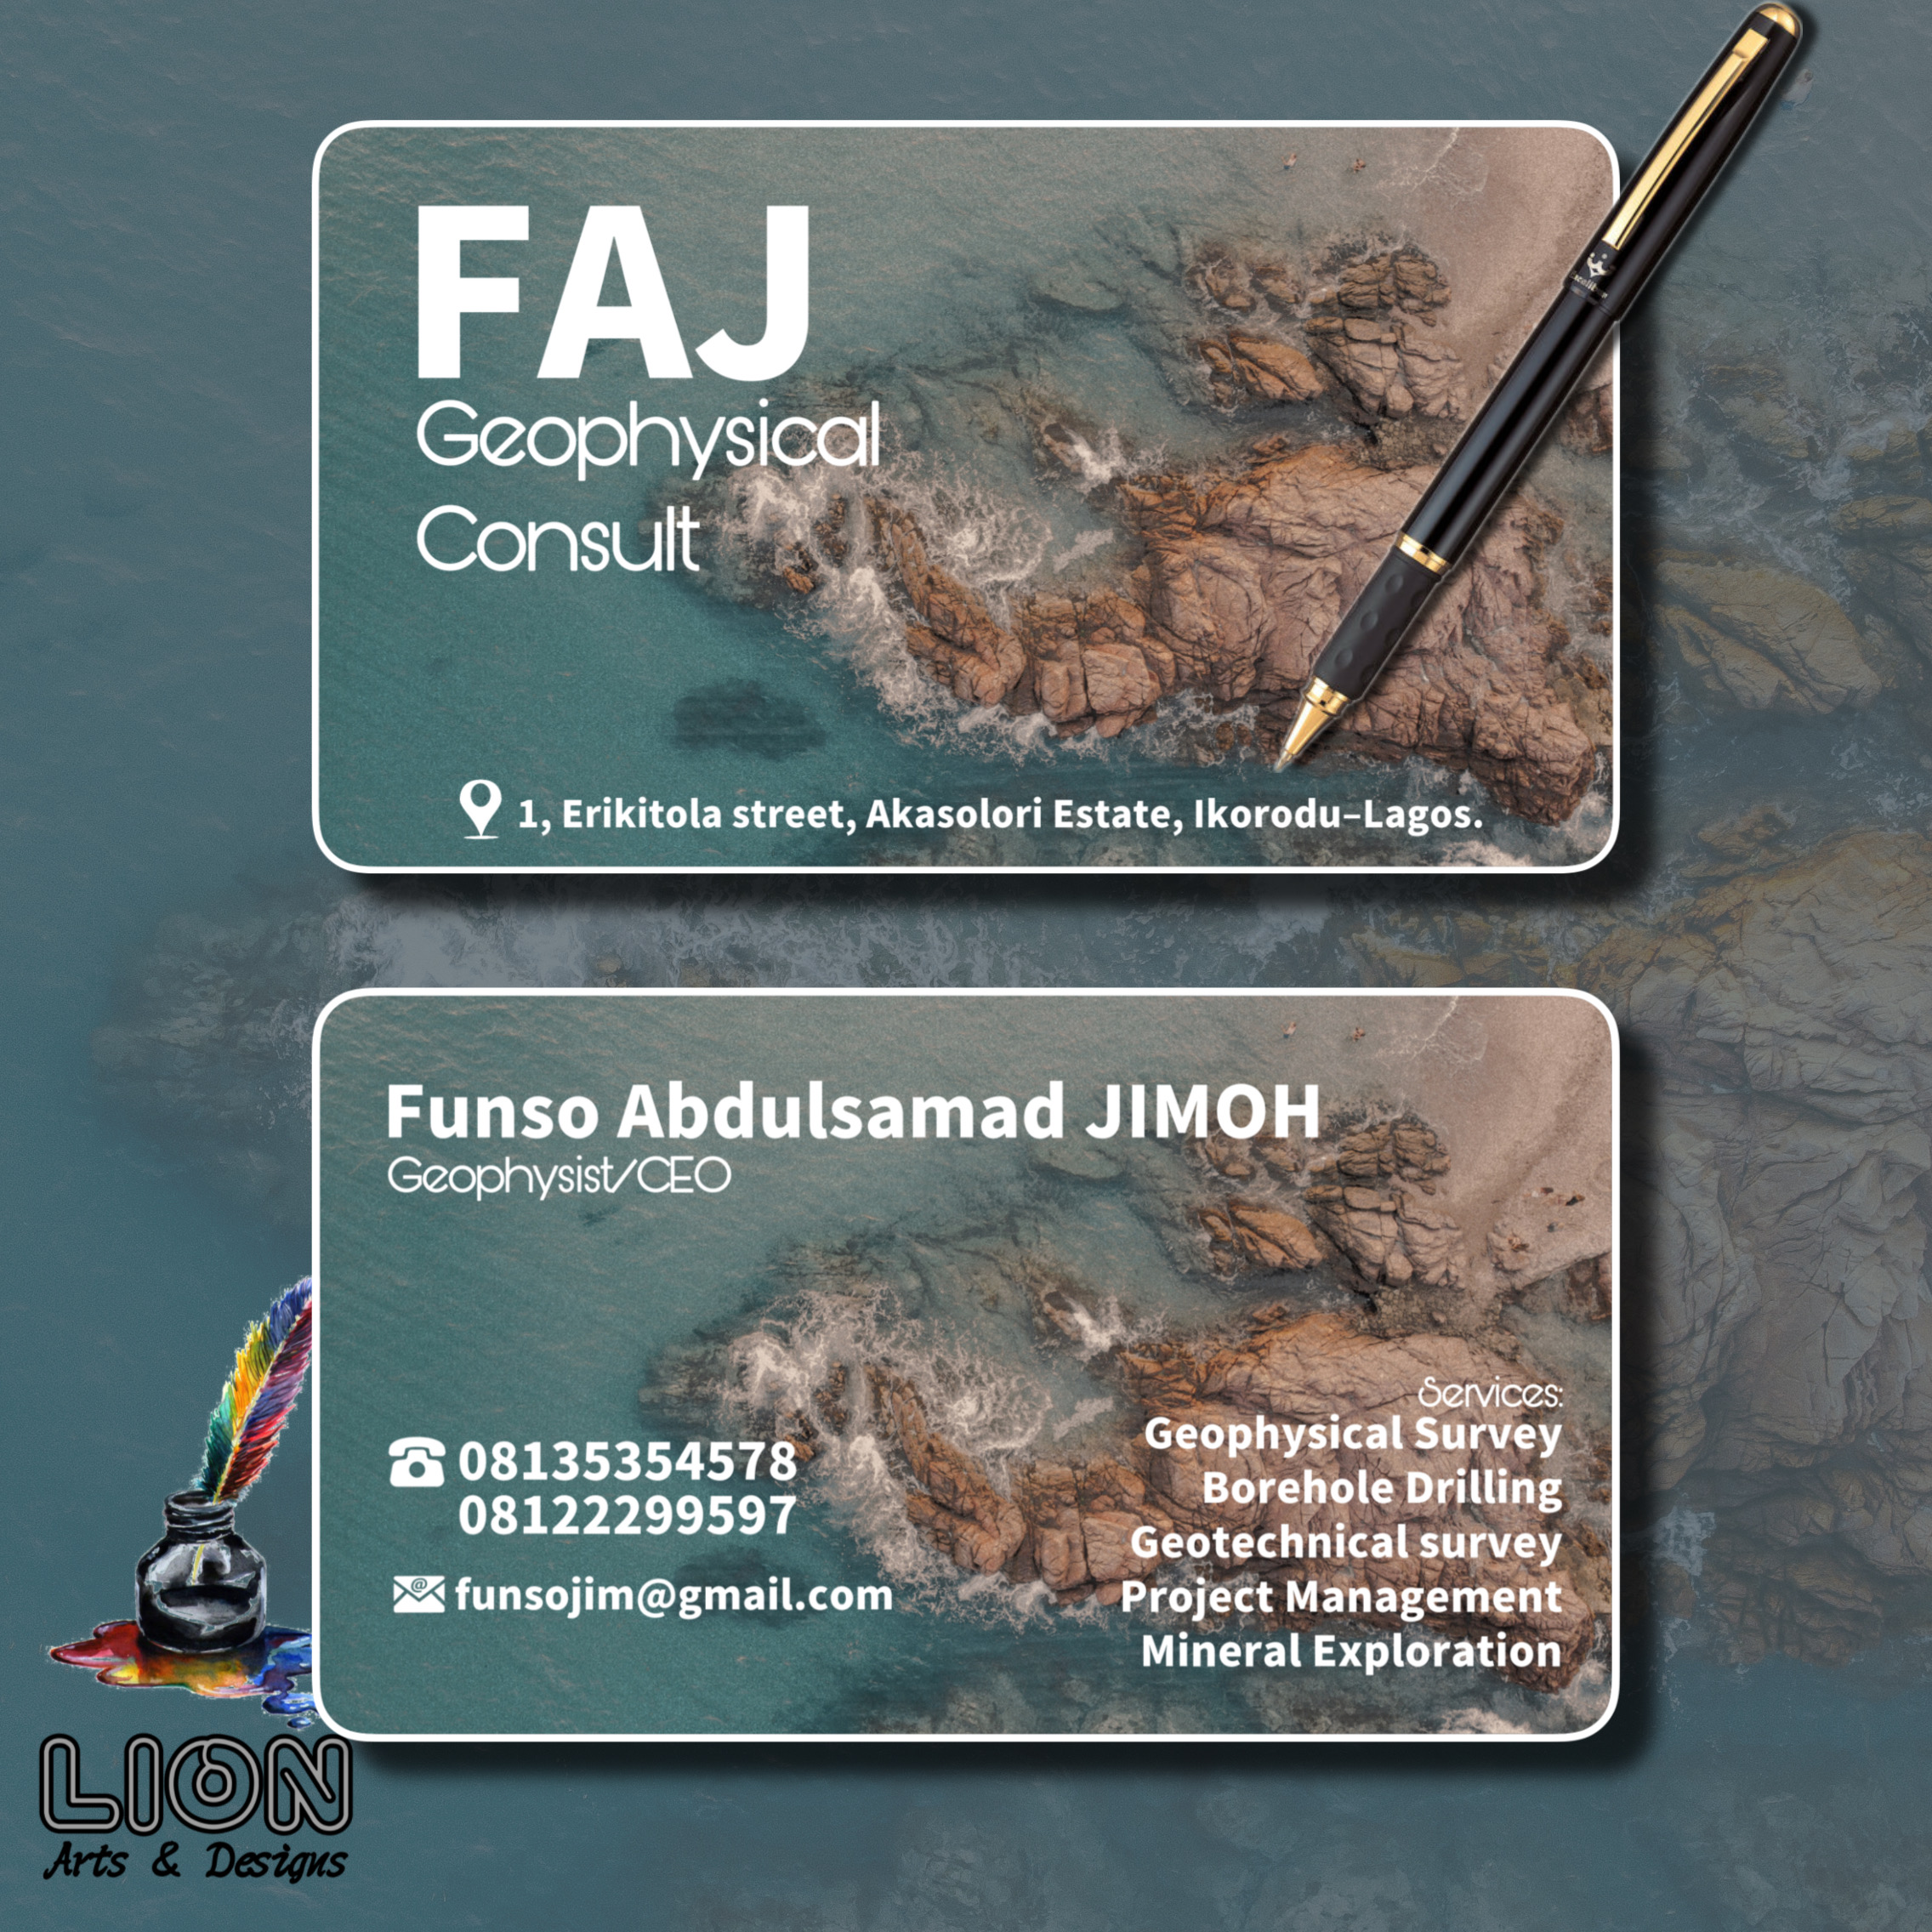 FAJ
Geophysical
Consult
1, Erikitola street, Akasolori Estate, Ikorodu–Lagos.
Funso Abdulsamad JIMOH
Geophysist/CEO
08135354578
08122299597
funsojim@gmail.com
Services:
Geophysical Survey
Borehole Drilling
Geotechnical survey
Project Management
Mineral Exploration
LION
Arts & Designs